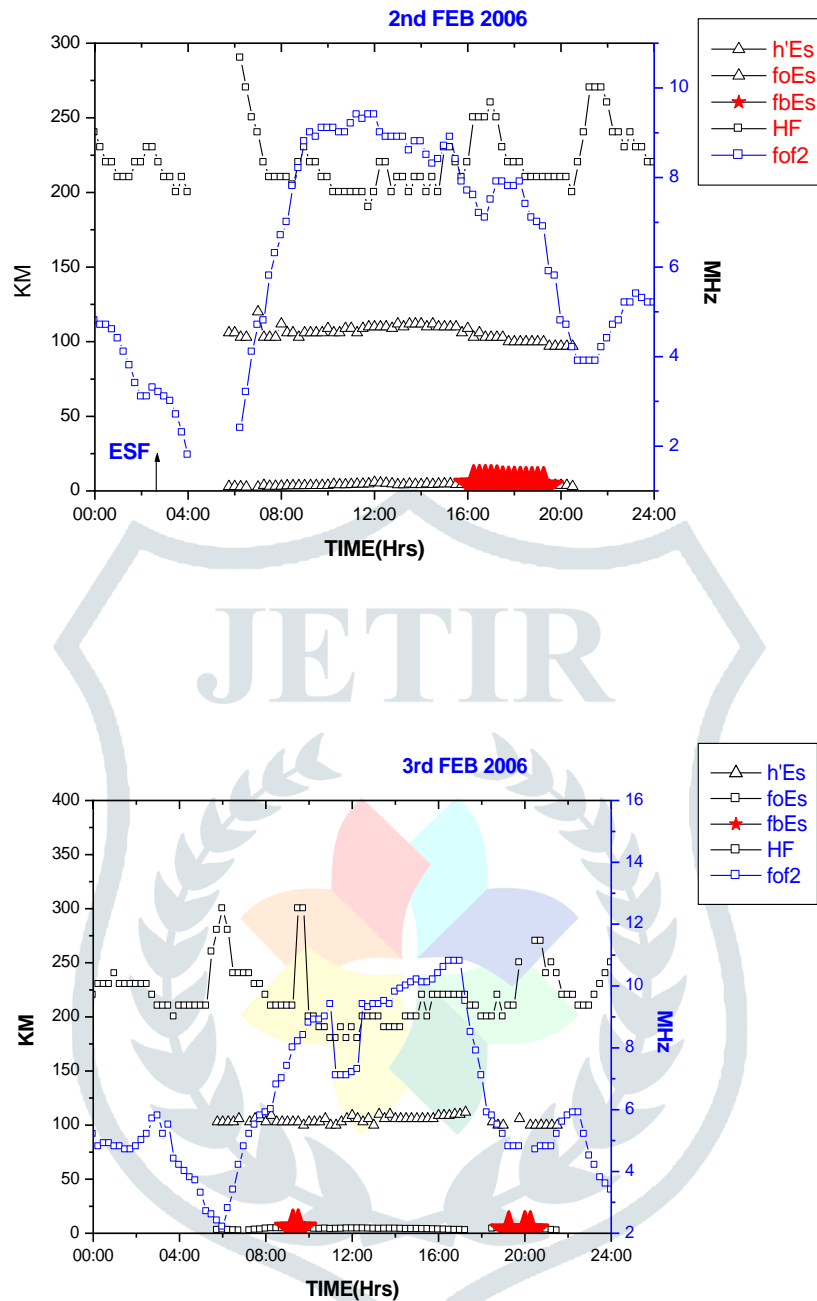 2nd FEB 2006
300
250
200
150
100
50
0
KM
10
8
6
4
2
MHz
ESF
00:00 04:00 08:00 12:00 16:00 20:00 24:00
TIME(Hrs)
h'Es
foEs
fbEs
HF
fof2
JETIR
3rd FEB 2006
400
350
300
250
200
150
100
50
0
KM
16
14
12
10
8
6
4
2
MHz
00:00 04:00 08:00 12:00 16:00 20:00 24:00
TIME(Hrs)
h'Es
foEs
fbEs
HF
fof2